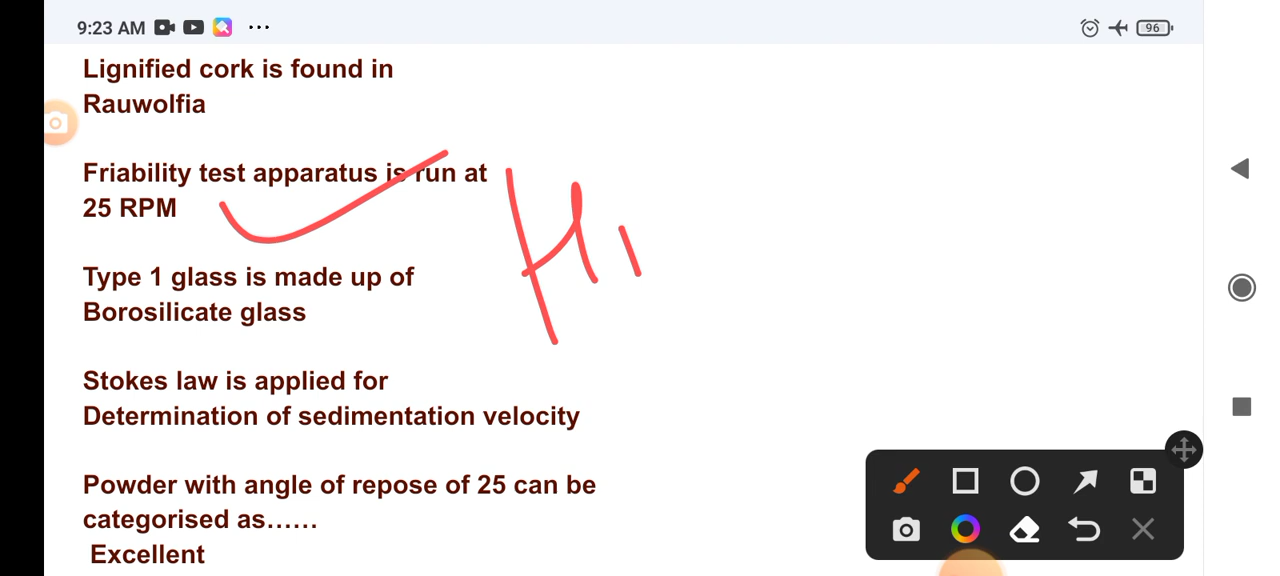 9:23 AM ... 96
Lignified cork is found in
Rauwolfia
Friability test apparatus is run at
25 RPM
Hi
Type 1 glass is made up of
Borosilicate glass
Stokes law is applied for
Determination of sedimentation velocity
Powder with angle of repose of 25 can be
categorised as......
Excellent